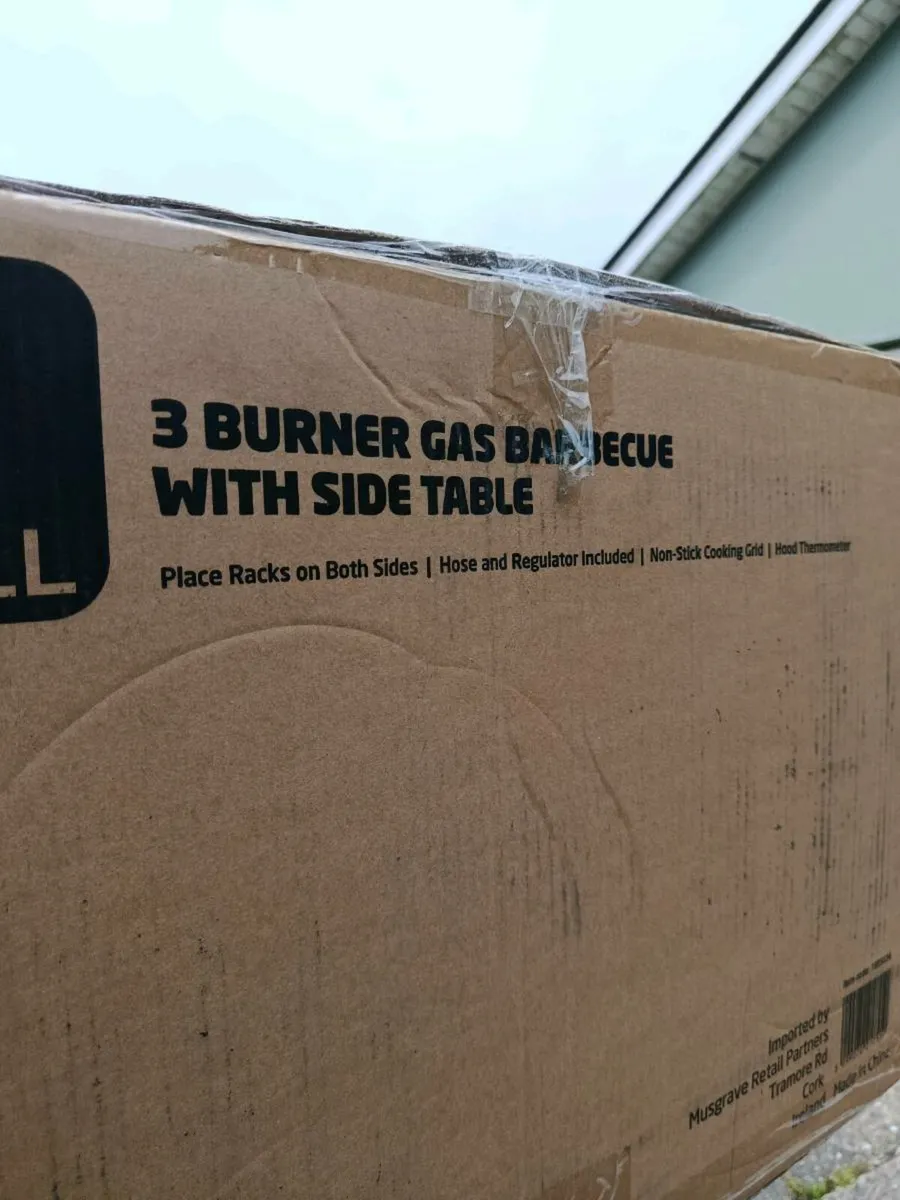 LL
3 BURNER GAS BARBECUE
WITH SIDE TABLE
Place Racks on Both Sides | Hose and Regulator Included | Non-Stick Cooking Grid | Hood Thermometer
Imported by
Musgrave Retail Partners
Tramore Rd
Cork
Ireland
Made in China